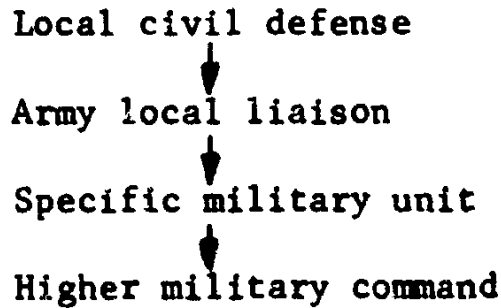 Local civil defense
Army local liaison
Specific military unit
Higher military command